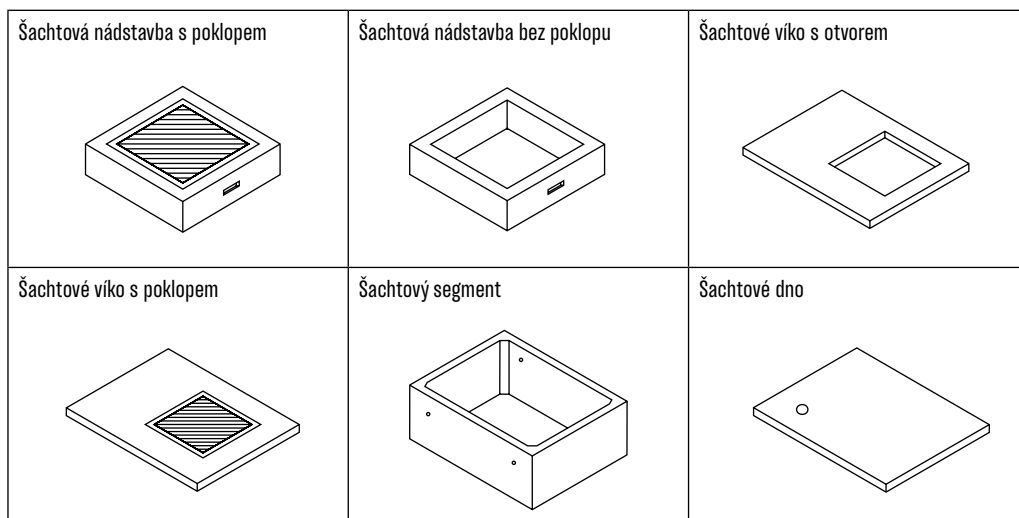 Šachtová nádstavba s poklopem
Šachtová nádstavba bez poklopu
Šachtové víko s otvorem
Šachtové víko s poklopem
Šachtový segment
Šachtové dno